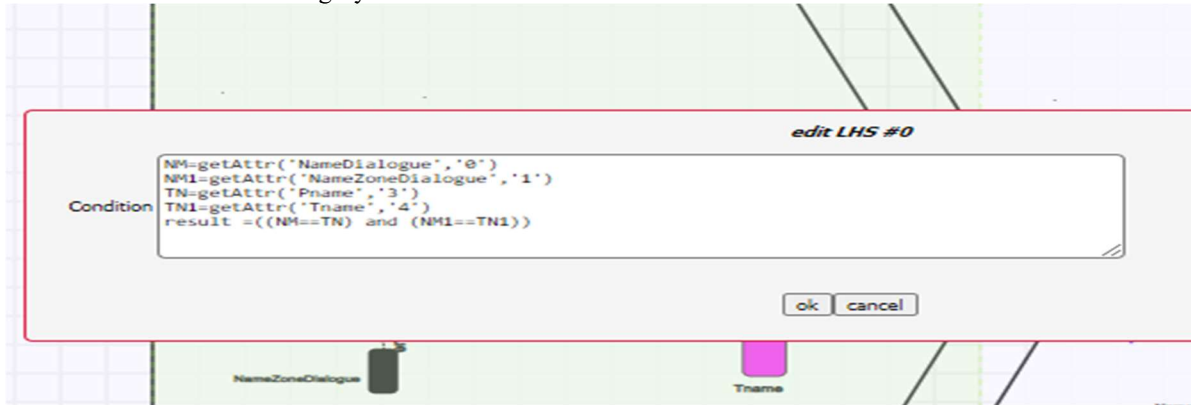 edit LHS #0
Condition
NM=getAttr('NameDialogue','0')
NM1=getAttr('NameZoneDialogue','1')
TN=getAttr('Pname','3')
TN1=getAttr('Tname','4')
result =((NM==TN) and (NM1==TN1))
ok cancel
NameZoneDialogue
Tname